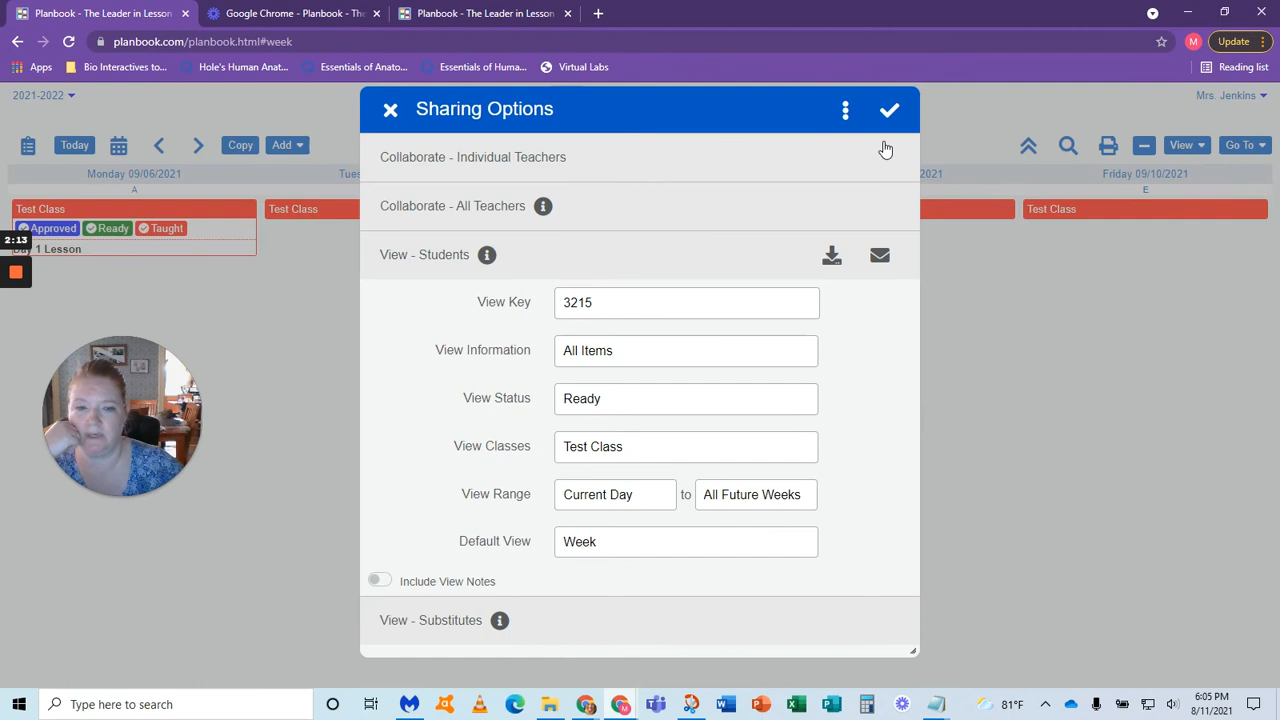 Planbook - The Leader in Lesson
Google Chrome - Planbook - The
Planbook - The Leader in Lesson
planbook.com/planbook.html#week
M
Update
Apps
Bio Interactives to...
Hole's Human Anat...
Essentials of Anato...
Essentials of Huma...
Virtual Labs
Reading list
2021-2022
Sharing Options
Mrs. Jenkins
Today
Copy
Add
View
Go To
Collaborate - Individual Teachers
Monday 09/06/2021
Tues
2021
Friday 09/10/2021
A
E
Test Class
Test Class
Test Class
Collaborate - All Teachers
Approved
Ready
Taught
2:13
y 1 Lesson
View - Students
View Key
3215
View Information
All Items
View Status
Ready
View Classes
Test Class
View Range
Current Day
to
All Future Weeks
Default View
Week
Include View Notes
View - Substitutes
Type here to search
81°F
6:05 PM
8/11/2021